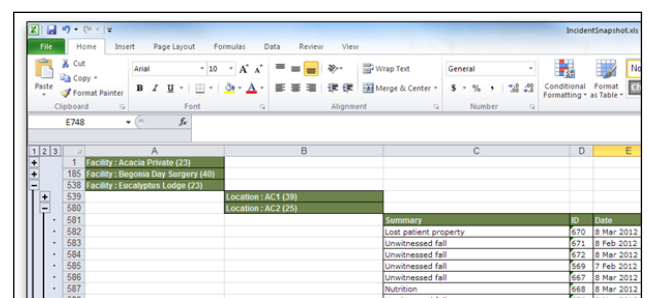 IncidentSnapshot.xls
File Home Insert Page Layout Formulas Data Review View
Cut
Copy
Format Painter
Paste
Arial 10 A A
B I U A
Wrap Text
Merge & Center
General
$ % ,
Conditional Formatting
Format as Table
No
Clipboard Font Alignment Number
E748 fx
1 2 3 A B C D E
1 Facility : Acacia Private (23)
185 Facility : Begonia Day Surgery (40)
538 Facility : Eucalyptus Lodge (23)
539 Location : AC1 (39)
580 Location : AC2 (25)
581 Summary ID Date
582 Lost patient property 670 8 Mar 2012
583 Unwitnessed fall 671 8 Feb 2012
584 Unwitnessed fall 672 8 Mar 2012
585 Unwitnessed fall 569 7 Feb 2012
586 Unwitnessed fall 667 8 Mar 2012
587 Nutrition 668 8 Mar 2012